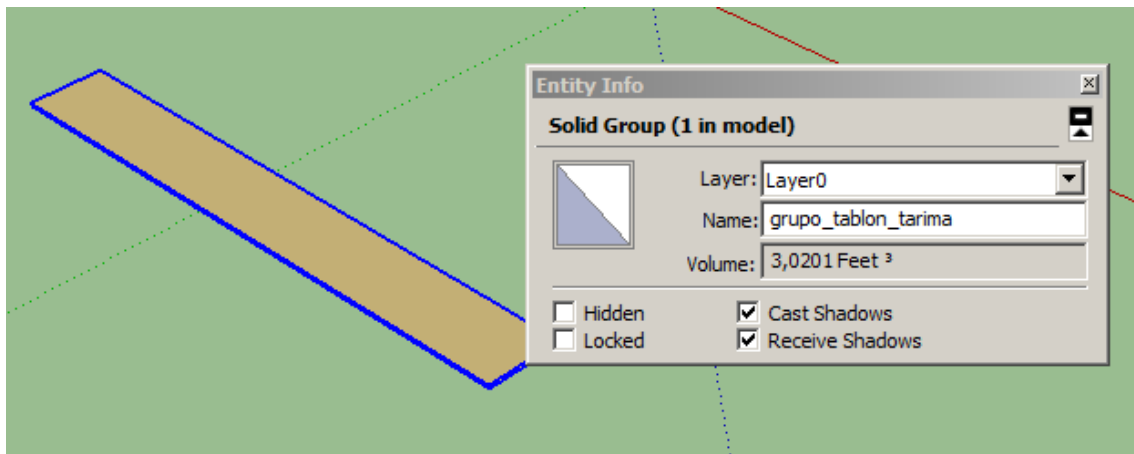 Entity Info
Solid Group (1 in model)
Layer: Layer0
Name: grupo_tablon_tarima
Volume: 3,0201 Feet ³
Hidden Cast Shadows
Locked Receive Shadows